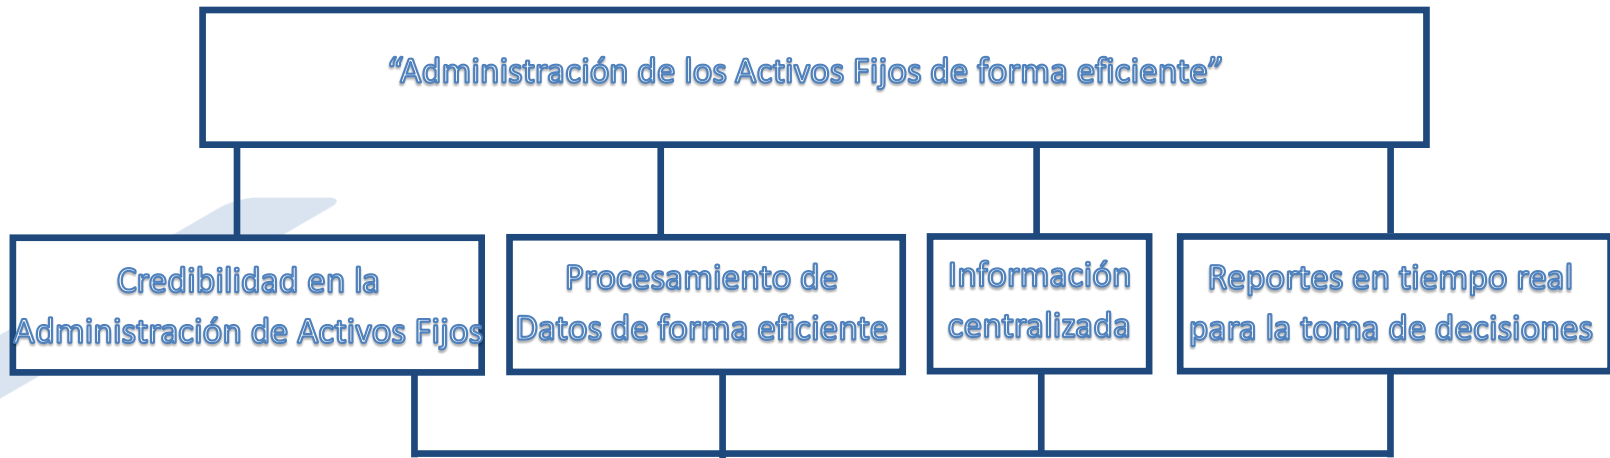 “Administración de los Activos Fijos de forma eficiente”
Credibilidad en la
Administración de Activos Fijos
Procesamiento de
Datos de forma eficiente
Información
centralizada
Reportes en tiempo real
para la toma de decisiones